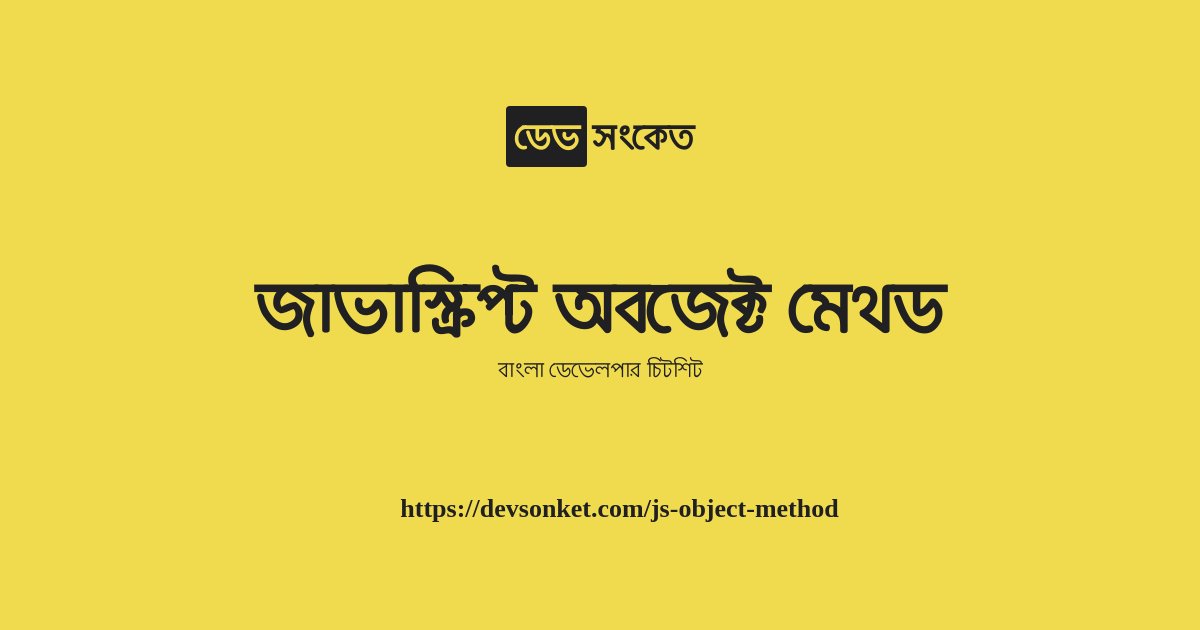 ডেভ সংকেত
জাভাস্ক্রিপ্ট অবজেক্ট মেথড
বাংলা ডেভেলপার চিটশিট
https://devsonket.com/js-object-method